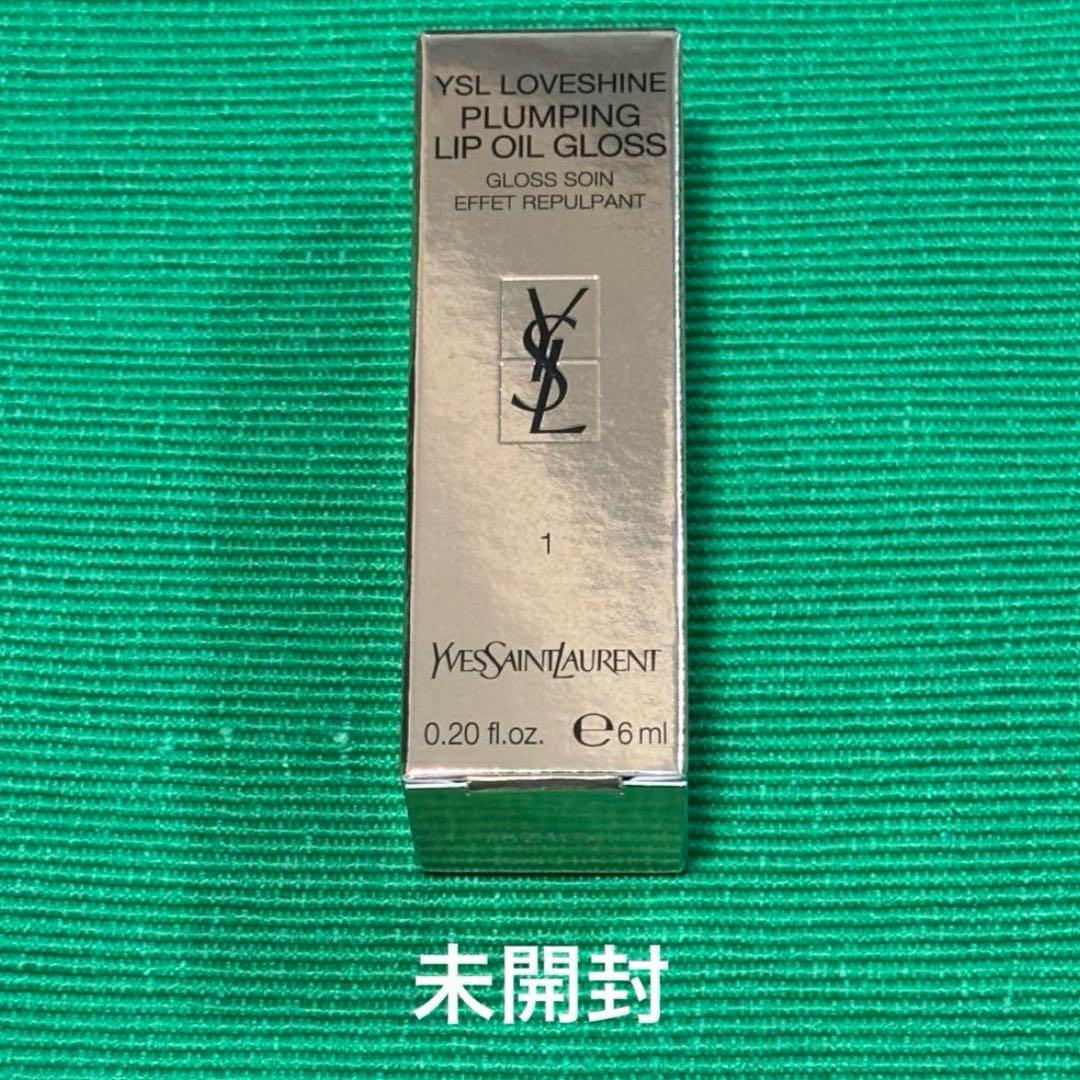 YSL LOVESHINE
PLUMPING
LIP OIL GLOSS
GLOSS SOIN
EFFET REPULPANT
YSL
1
YVESSAINTLAURENT
0.20 fl.oz. ℮6 ml
未開封